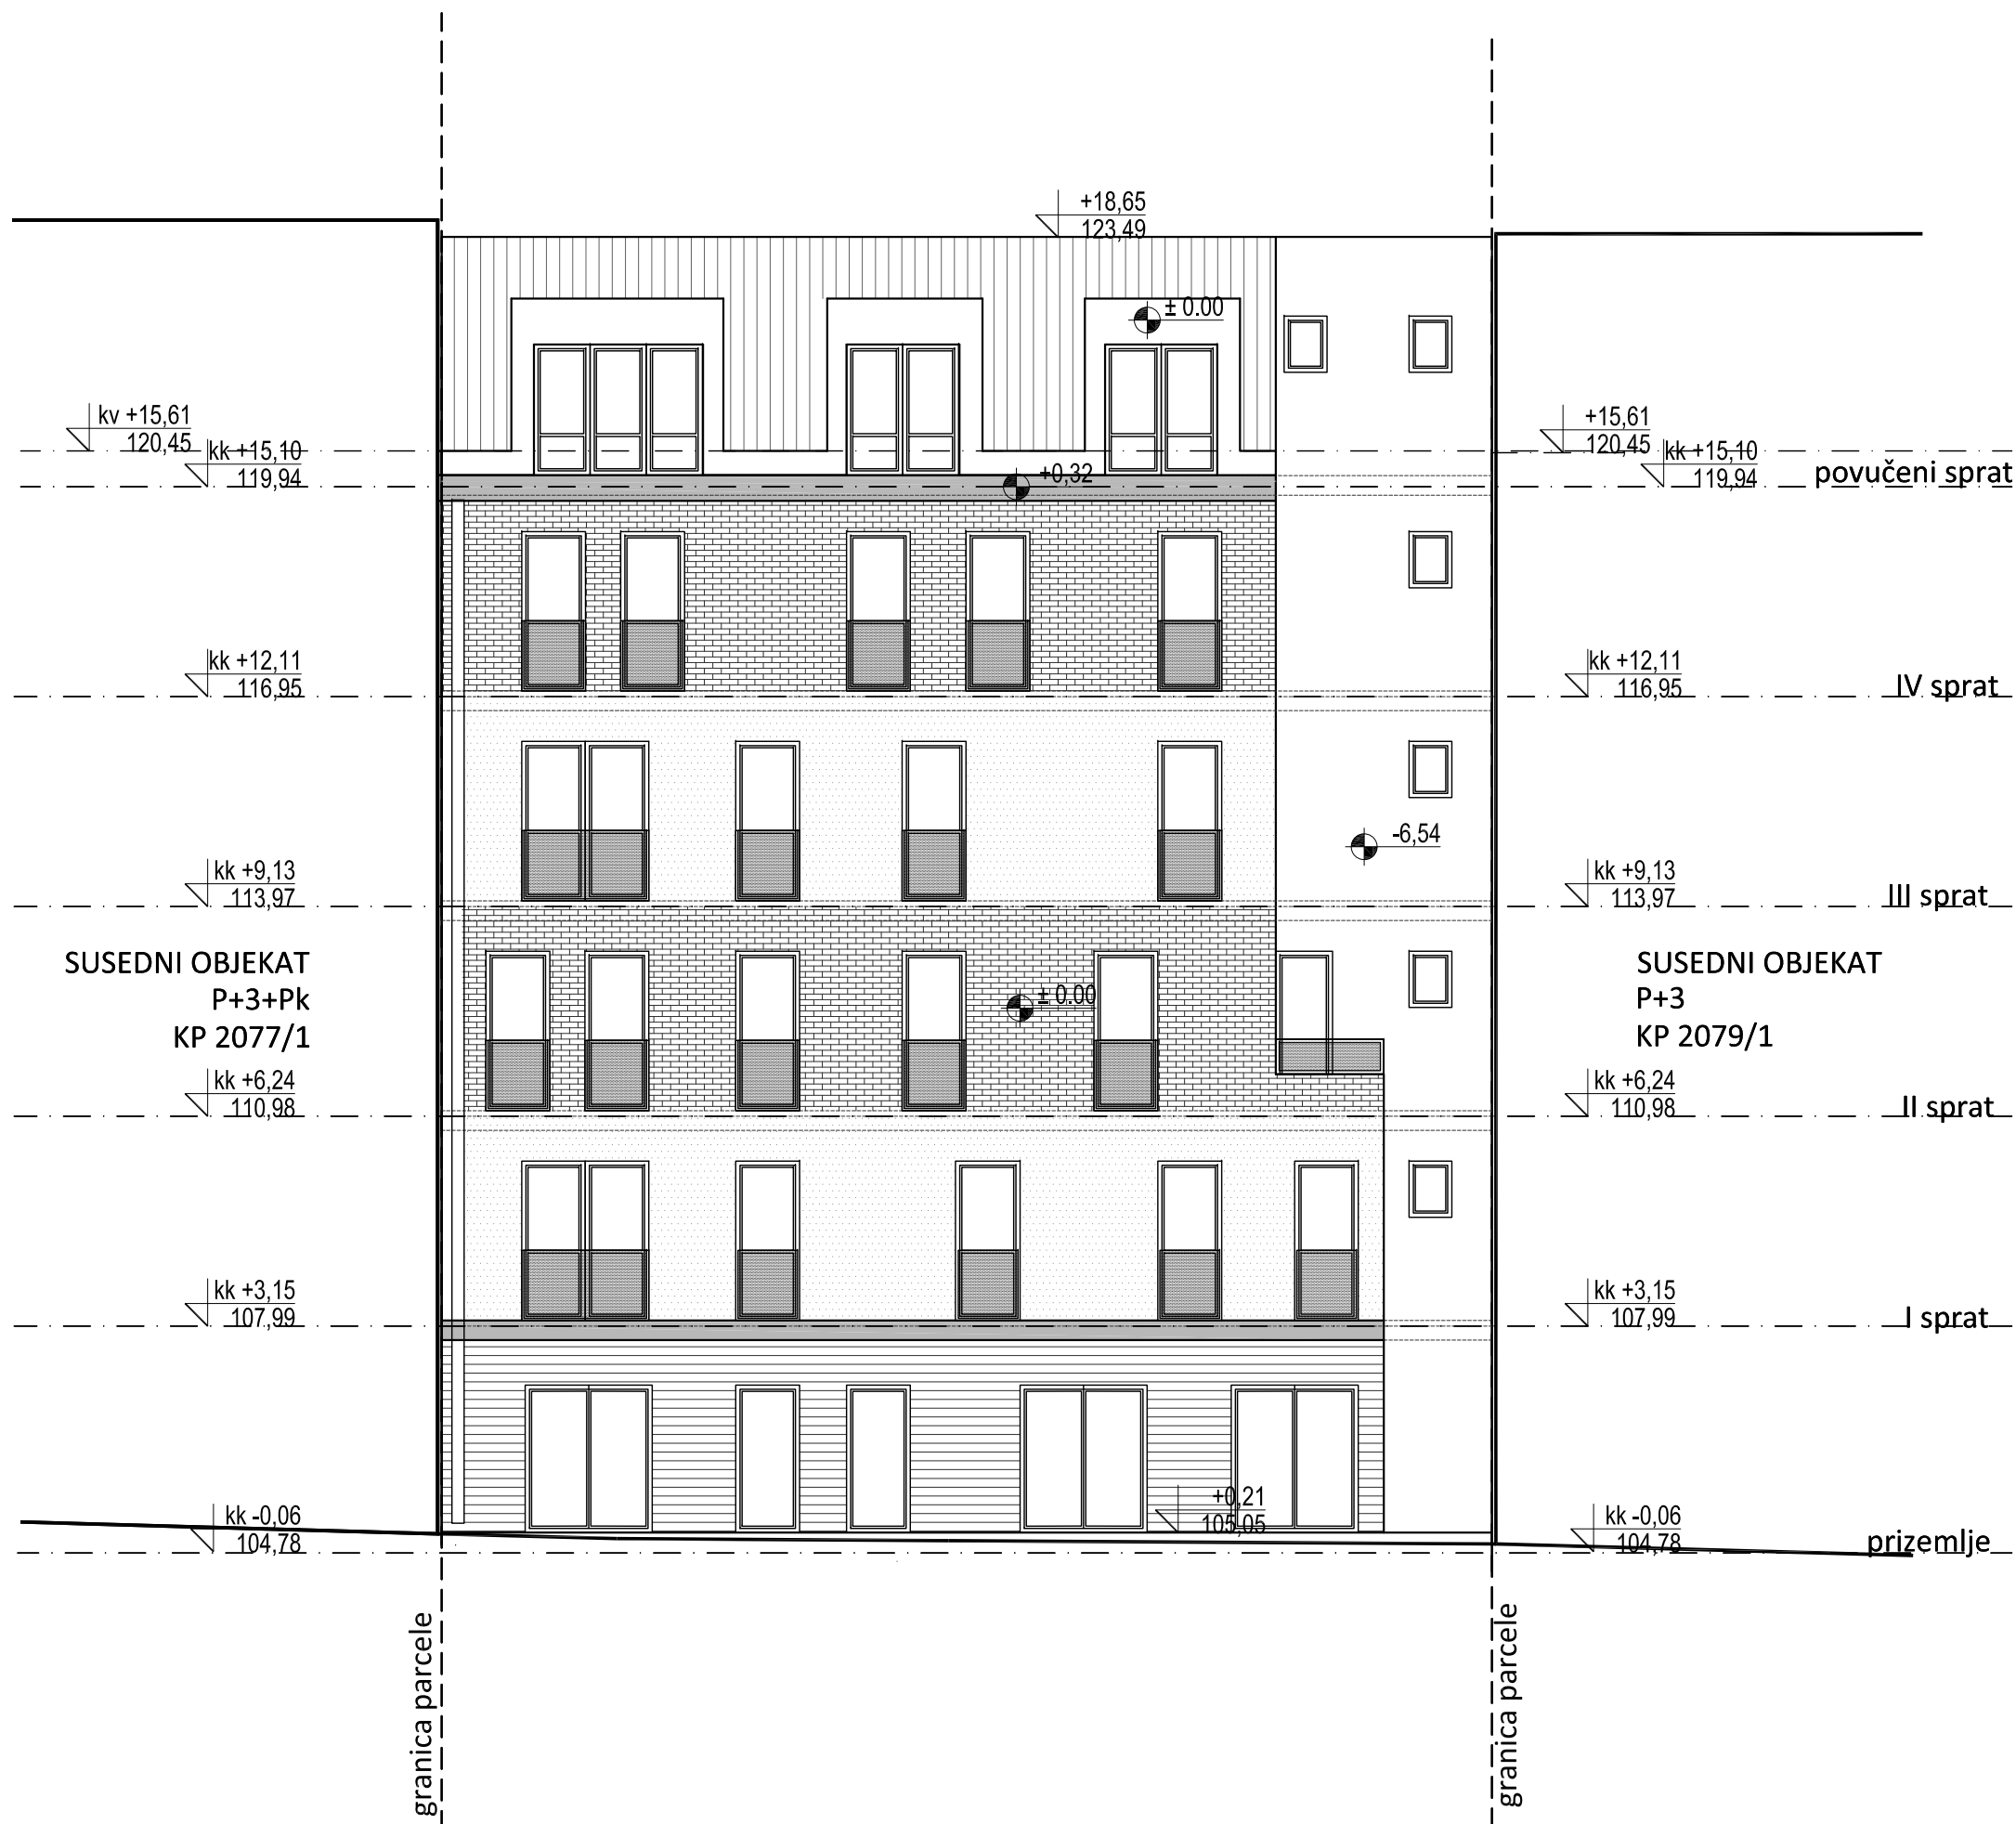 +18,65
123,49
± 0.00
kv +15,61
120,45
kk +15,10
119,94
+0,32
+15,61
120,45
kk +15,10
119,94
povučeni sprat
kk +12,11
116,95
kk +12,11
116,95
IV sprat
-6,54
kk +9,13
113,97
kk +9,13
113,97
III sprat
SUSEDNI OBJEKAT
P+3+Pk
KP 2077/1
± 0.00
SUSEDNI OBJEKAT
P+3
KP 2079/1
kk +6,24
110,98
kk +6,24
110,98
II sprat
kk +3,15
107,99
kk +3,15
107,99
I sprat
kk -0,06
104,78
+0,21
105,05
kk -0,06
104,78
prizemlje
granica parcele
granica parcele